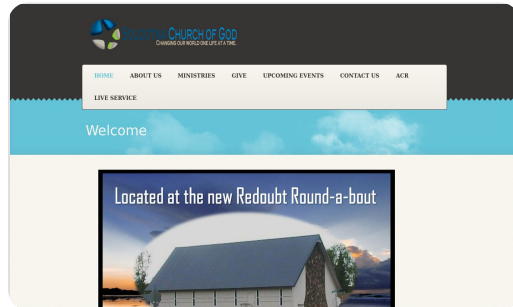 CHURCH OF GOD
CHANGING OUR WORLD ONE LIFE AT A TIME.
HOME ABOUT US MINISTRIES GIVE UPCOMING EVENTS CONTACT US ACR
LIVE SERVICE
Welcome
Located at the new Redoubt Round-a-bout